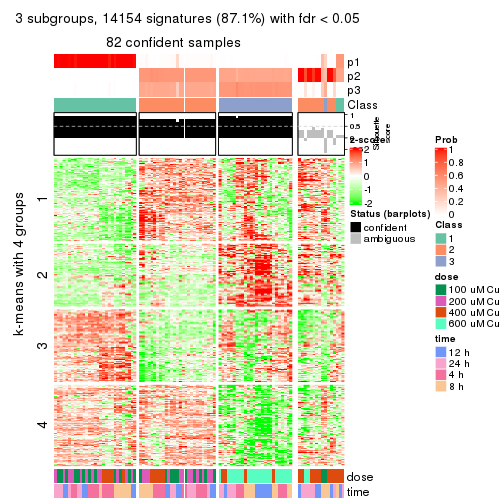 3 subgroups, 14154 signatures (87.1%) with fdr < 0.05
82 confident samples
p1
p2
p3
Class
1
0.5
0
Silhouette
score
k-means with 4 groups
1
2
3
4
dose
time
z-score
2
1
0
-1
-2
Status (barplots)
confident
ambiguous
Prob
1
0.8
0.6
0.4
0.2
0
Class
1
2
3
dose
100 uM Cu
200 uM Cu
400 uM Cu
600 uM Cu
time
12 h
24 h
4 h
8 h